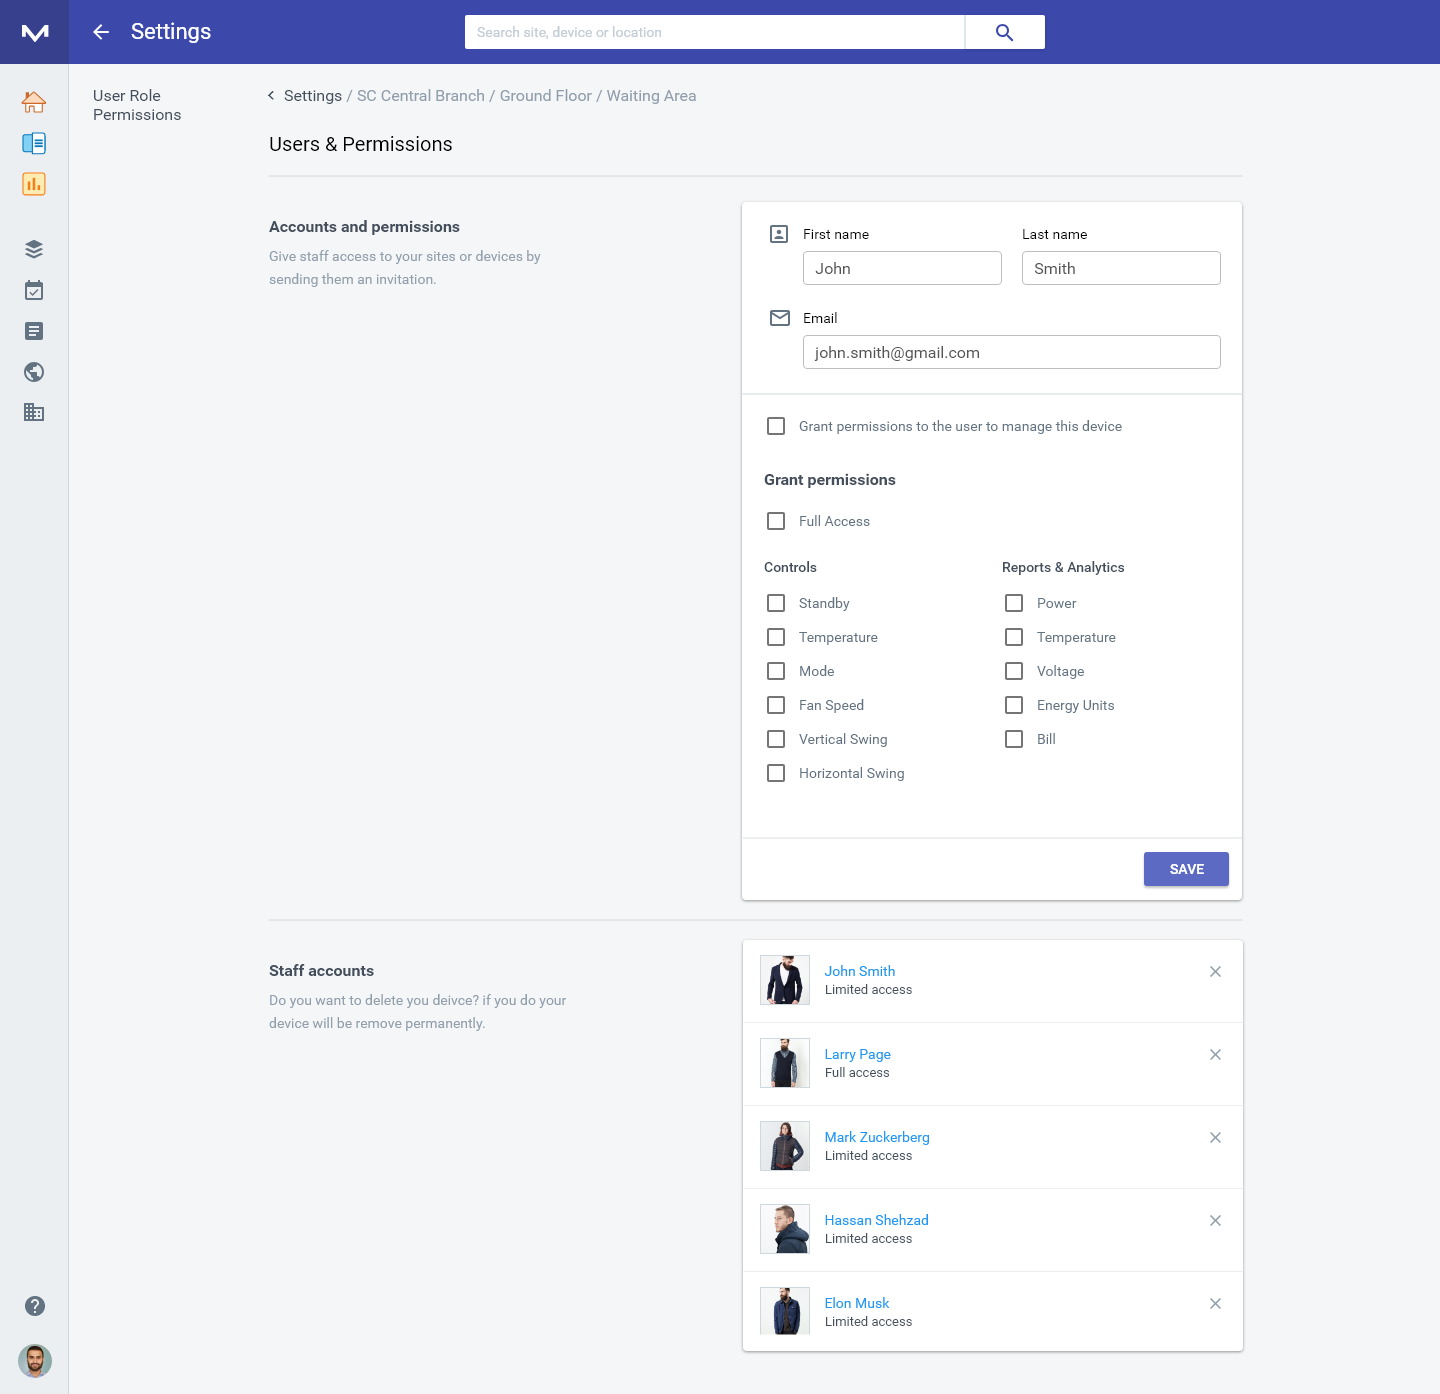 Settings
Search site, device or location
User Role
Permissions
Settings / SC Central Branch / Ground Floor / Waiting Area
Users & Permissions
Accounts and permissions
Give staff access to your sites or devices by
sending them an invitation.
First name
Last name
John
Smith
Email
john.smith@gmail.com
Grant permissions to the user to manage this device
Grant permissions
Full Access
Controls
Standby
Temperature
Mode
Fan Speed
Vertical Swing
Horizontal Swing
Reports & Analytics
Power
Temperature
Voltage
Energy Units
Bill
SAVE
Staff accounts
Do you want to delete you deivce? if you do your
device will be remove permanently.
John Smith
Limited access
Larry Page
Full access
Mark Zuckerberg
Limited access
Hassan Shehzad
Limited access
Elon Musk
Limited access